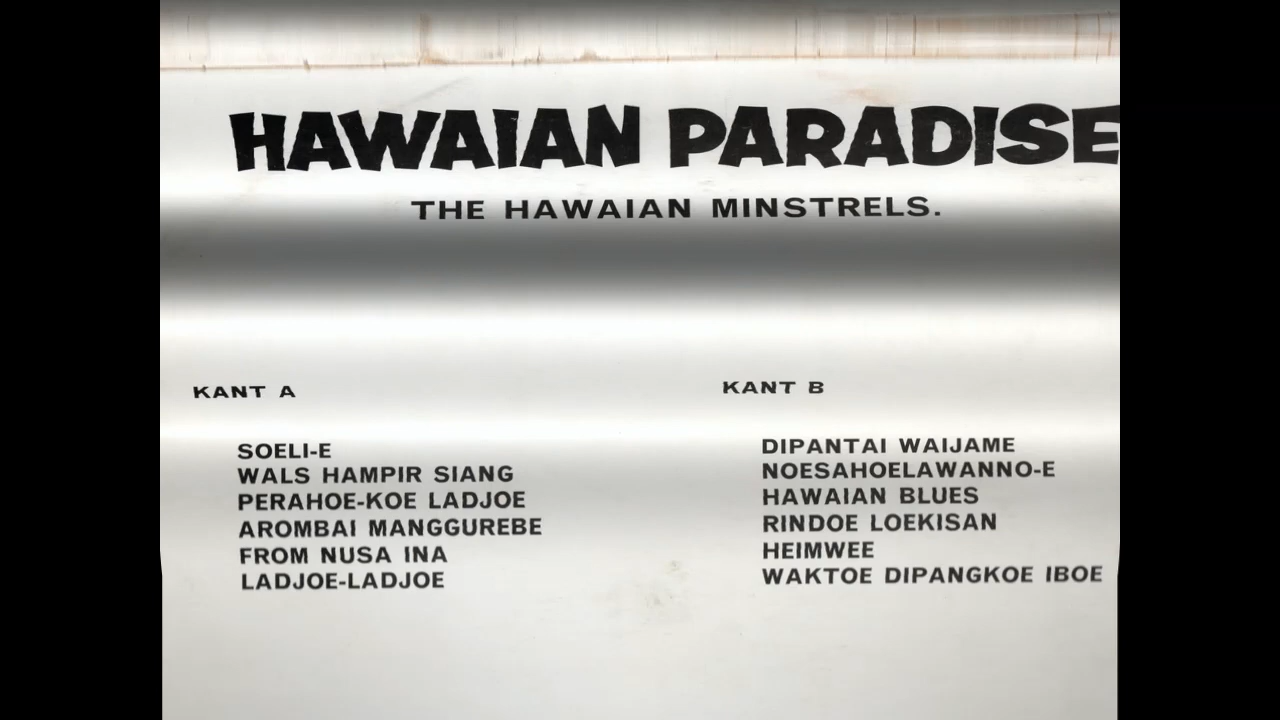 HAWAIAN PARADISE
THE HAWAIAN MINSTRELS.
KANT A
SOELI-E
WALS HAMPIR SIANG
PERAHOE-KOE LADJOE
AROMBAI MANGGUREBE
FROM NUSA INA
LADJOE-LADJOE
KANT B
DIPANTAI WAIJAME
NOESAHOELAWANNO-E
HAWAIAN BLUES
RINDOE LOEKISAN
HEIMWEE
WAKTOE DIPANGKOE IBOE